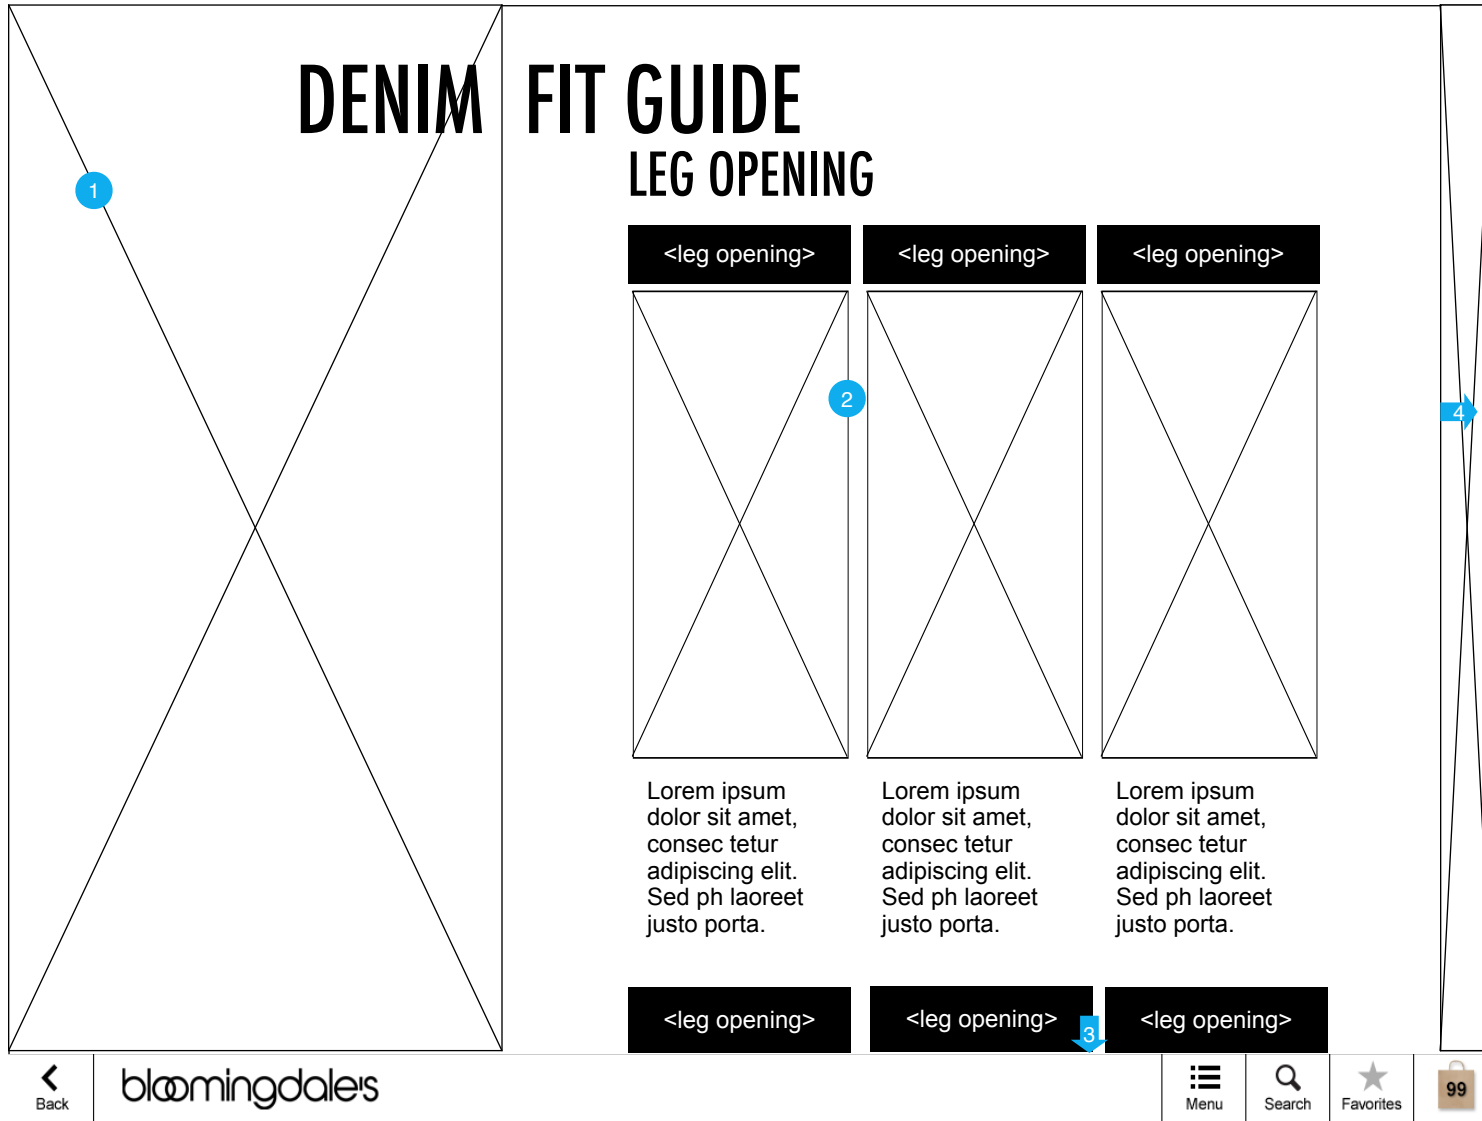 DENIM FIT GUIDE
LEG OPENING
1
<leg opening> <leg opening> <leg opening>
2
4
Lorem ipsum
dolor sit amet,
consec tetur
adipiscing elit.
Sed ph laoreet
justo porta.
Lorem ipsum
dolor sit amet,
consec tetur
adipiscing elit.
Sed ph laoreet
justo porta.
Lorem ipsum
dolor sit amet,
consec tetur
adipiscing elit.
Sed ph laoreet
justo porta.
<leg opening> <leg opening> <leg opening>
3
Back
bloomingdale's
Menu
Search
Favorites
99